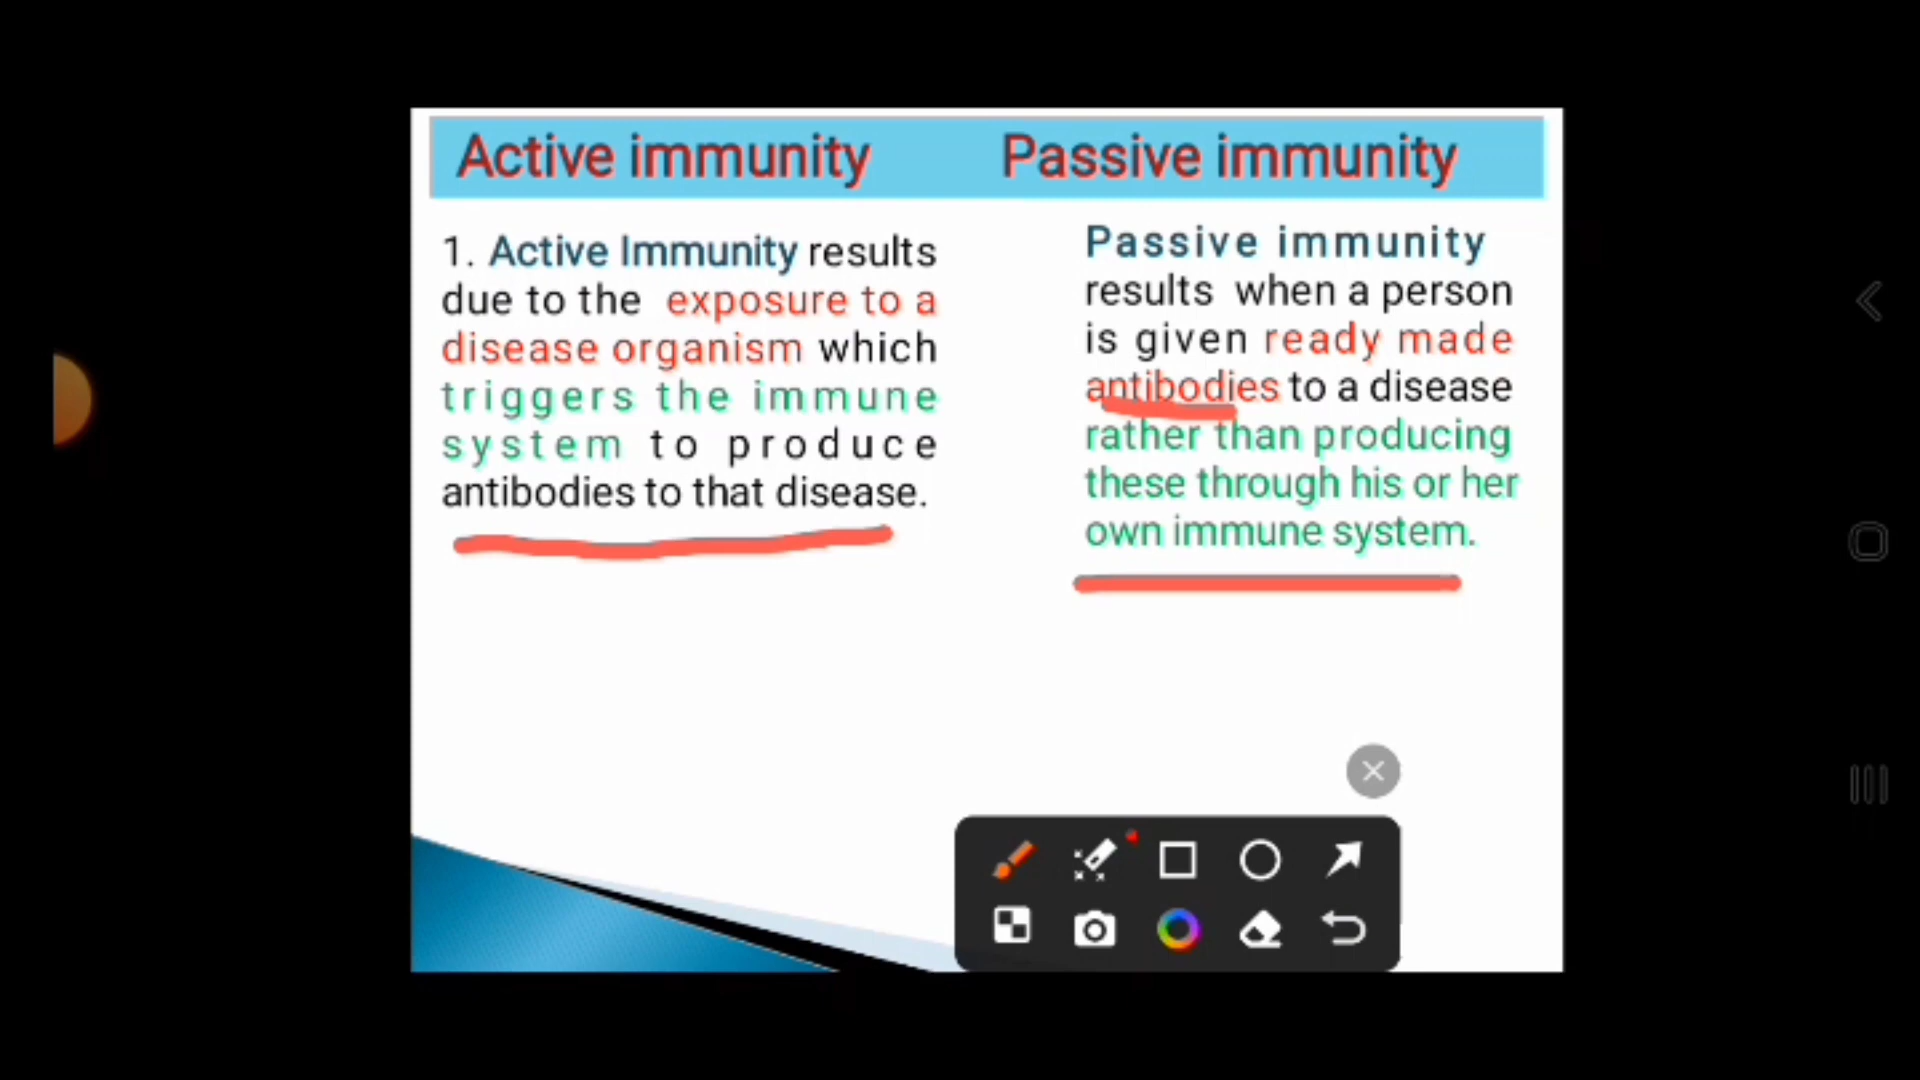 Active immunity
Passive immunity
1. Active Immunity results
due to the exposure to a
disease organism which
triggers the immune
system to produce
antibodies to that disease.
Passive immunity
results when a person
is given ready made
antibodies to a disease
rather than producing
these through his or her
own immune system.